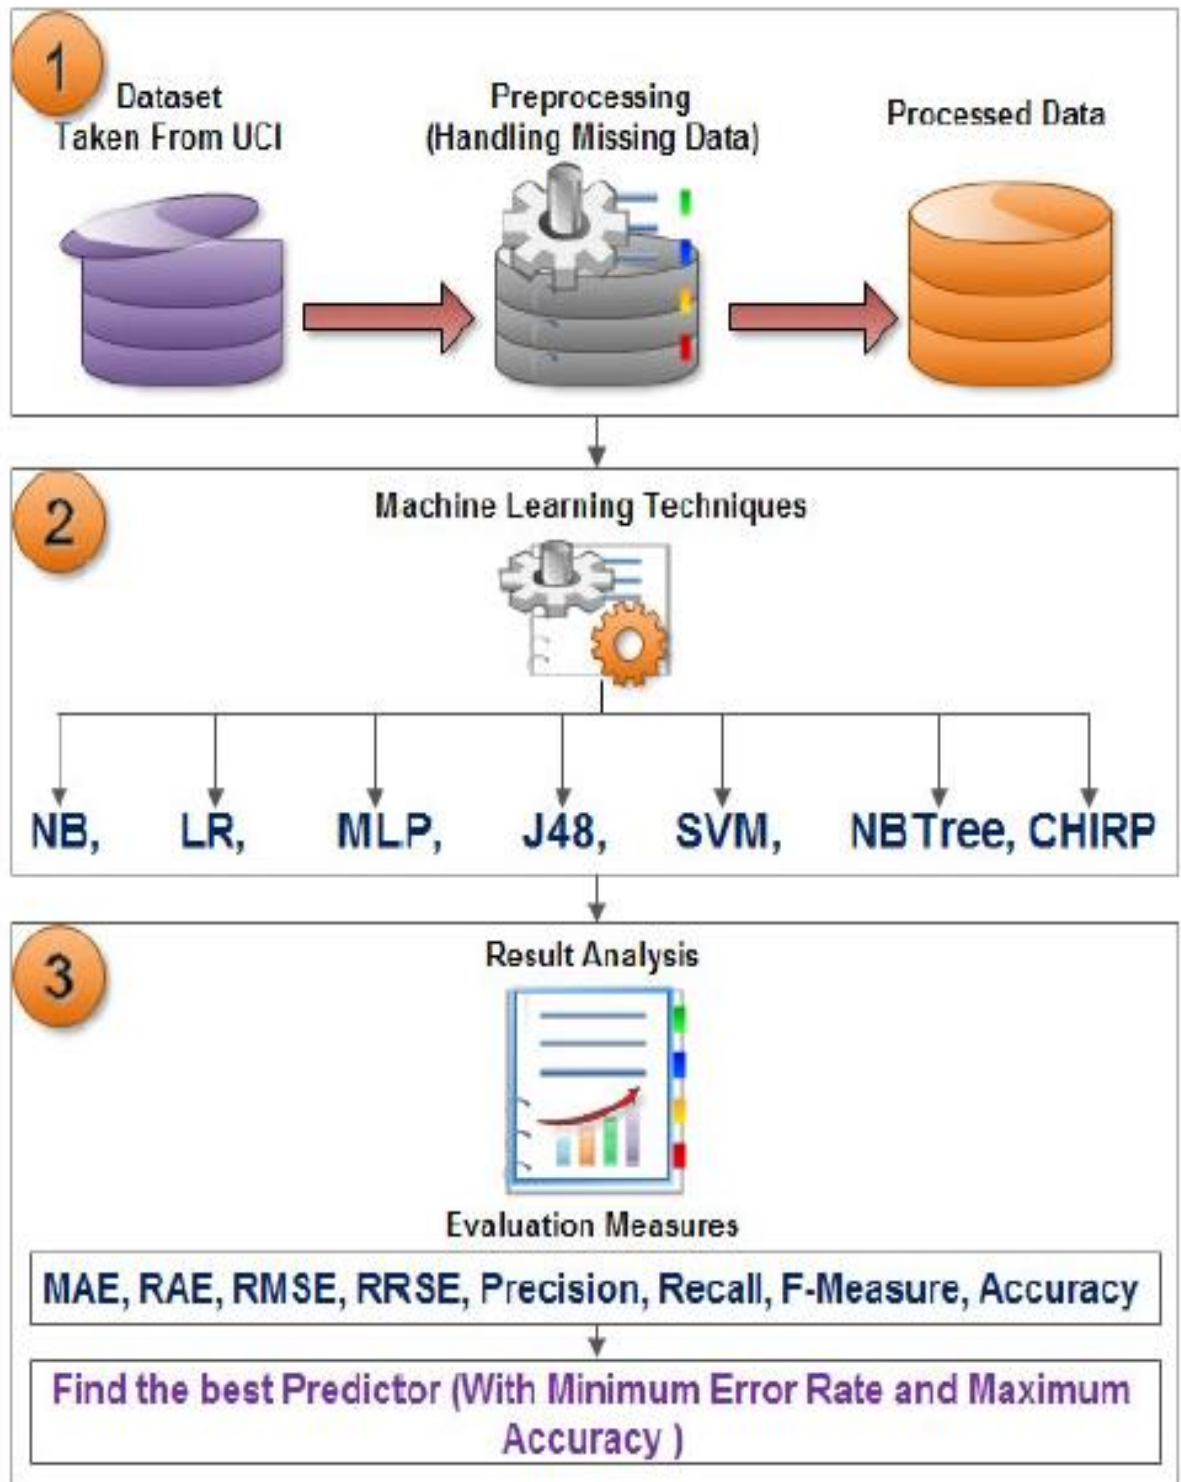 1
Dataset
Taken From UCI
Preprocessing
(Handling Missing Data)
Processed Data
2
Machine Learning Techniques
NB, LR, MLP, J48, SVM, NBTree, CHIRP
3
Result Analysis
Evaluation Measures
MAE, RAE, RMSE, RRSE, Precision, Recall, F-Measure, Accuracy
Find the best Predictor (With Minimum Error Rate and Maximum
Accuracy )